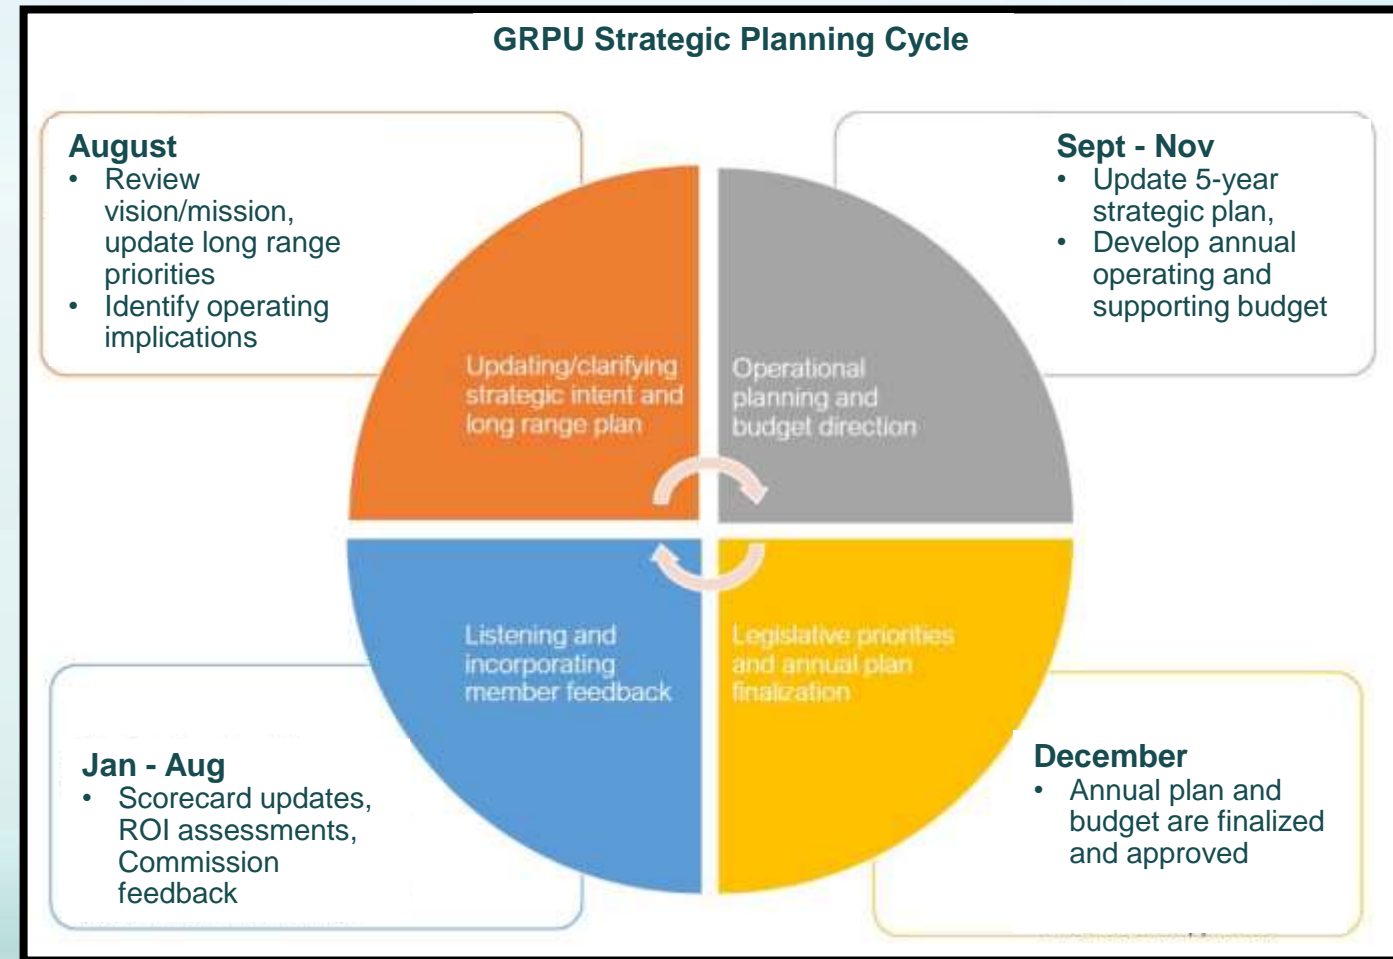 GRPU Strategic Planning Cycle
August
• Review
vision/mission,
update long range
priorities
• Identify operating
implications
Sept - Nov
• Update 5-year
strategic plan,
• Develop annual
operating and
supporting budget
Updating/clarifying
strategic intent and
long range plan
Operational
planning and
budget direction
Listening and
incorporating
member feedback
Legislative priorities
and annual plan
finalization
Jan - Aug
• Scorecard updates,
ROI assessments,
Commission
feedback
December
• Annual plan and
budget are finalized
and approved